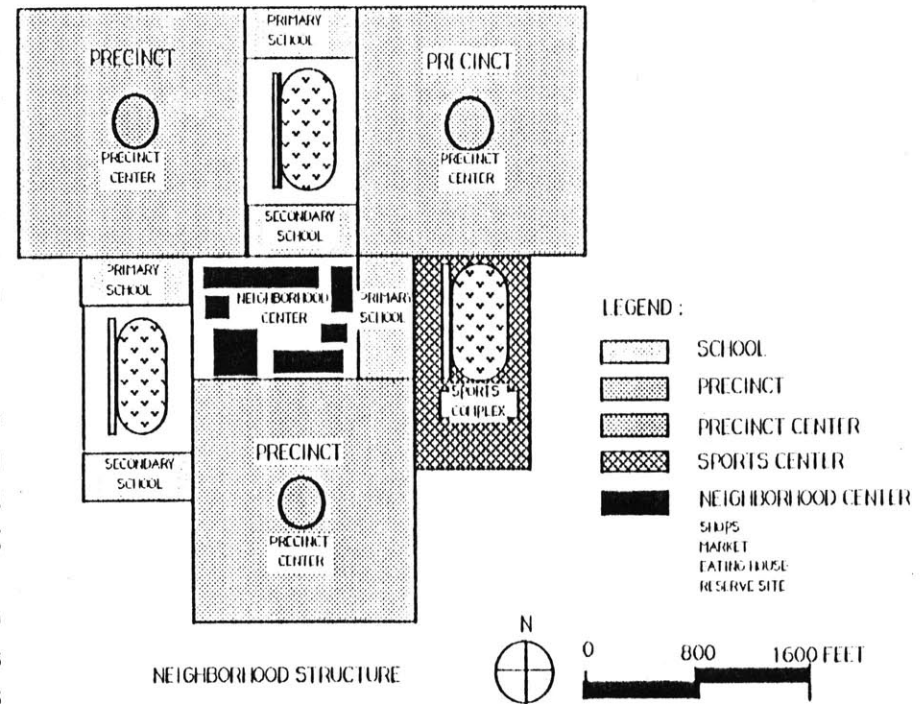 PRIMARY
SCHOOL
PRECINCT
PRECINCT
PRECINCT
CENTER
PRECINCT
CENTER
SECONDARY
SCHOOL
PRIMARY
SCHOOL
NEIGHBORHOOD
CENTER
PRIMARY
SCHOOL
SPORTS
COMPLEX
SECONDARY
SCHOOL
PRECINCT
PRECINCT
CENTER
LEGEND :
SCHOOL
PRECINCT
PRECINCT CENTER
SPORTS CENTER
NEIGHBORHOOD CENTER
SHOPS
MARKET
EATING HOUSE
RESERVE SITE
NEIGHBORHOOD STRUCTURE
N
0 800 1600 FEET